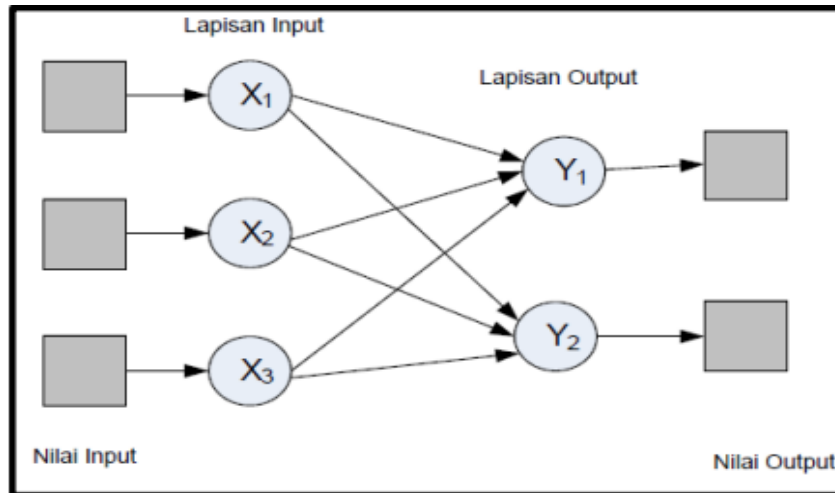 Lapisan Input
Lapisan Output
X1
X2
X3
Y1
Y2
Nilai Input
Nilai Output